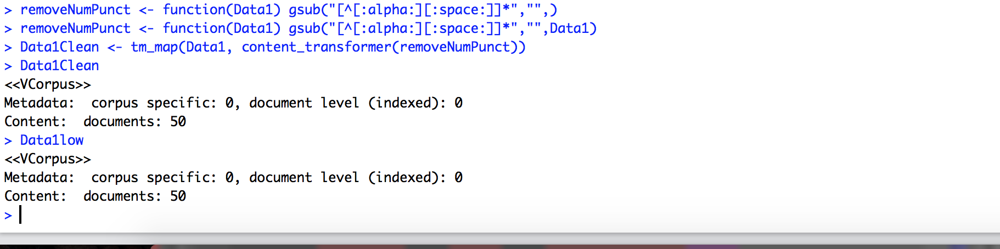 > removeNumPunct <- function(Data1) gsub("[^[:alpha:][:space:]]*","",)
> removeNumPunct <- function(Data1) gsub("[^[:alpha:][:space:]]*","",Data1)
> Data1Clean <- tm_map(Data1, content_transformer(removeNumPunct))
> Data1Clean
<<VCorpus>>
Metadata:  corpus specific: 0, document level (indexed): 0
Content:  documents: 50
> Data1low
<<VCorpus>>
Metadata:  corpus specific: 0, document level (indexed): 0
Content:  documents: 50
>